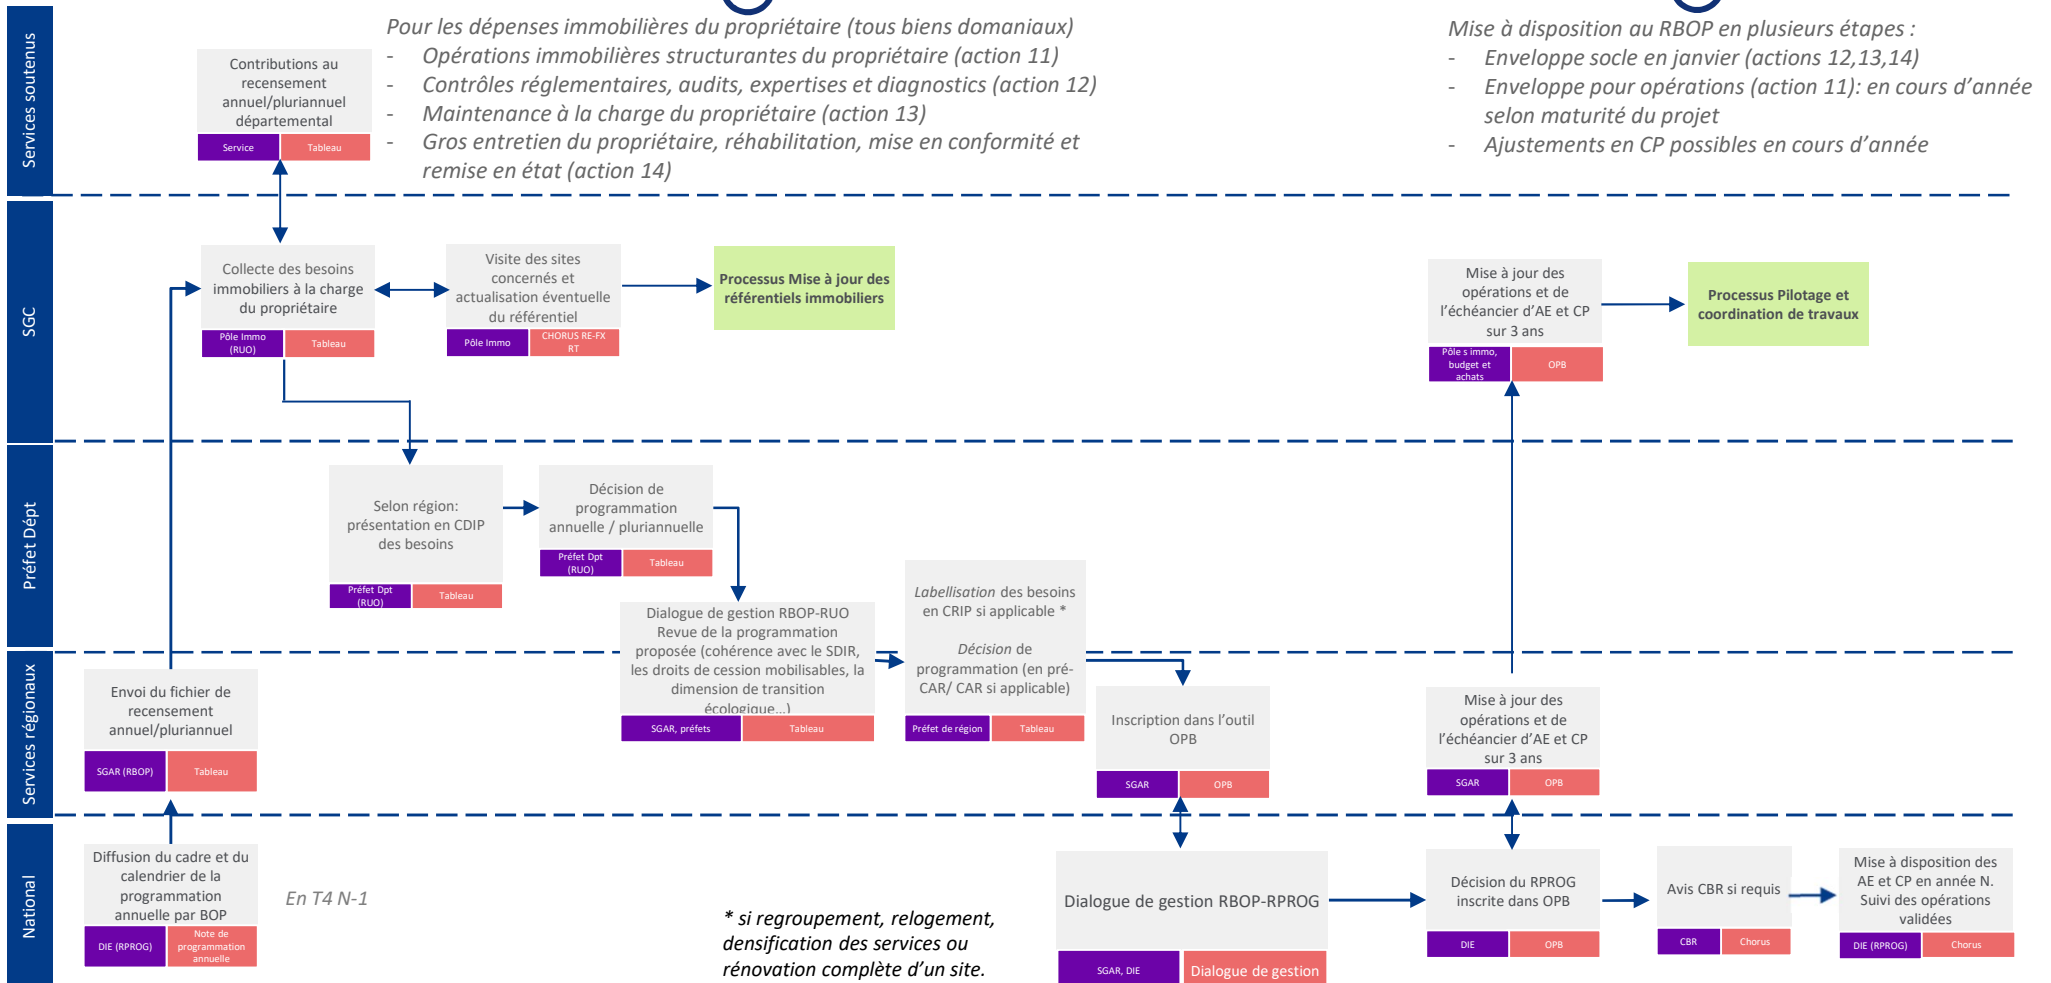 Services soutenus
Pour les dépenses immobilières du propriétaire (tous biens domaniaux)
- Opérations immobilières structurantes du propriétaire (action 11)
- Contrôles réglementaires, audits, expertises et diagnostics (action 12)
- Maintenance à la charge du propriétaire (action 13)
- Gros entretien du propriétaire, réhabilitation, mise en conformité et
remise en état (action 14)
Mise à disposition au RBOP en plusieurs étapes :
- Enveloppe socle en janvier (actions 12,13,14)
- Enveloppe pour opérations (action 11): en cours d'année
selon maturité du projet
- Ajustements en CP possibles en cours d'année
Contributions au
recensement
annuel/pluriannuel
départemental
Service
Tableau
SGC
Collecte des besoins
immobiliers à la charge
du propriétaire
Pôle Immo
(RUO)
Tableau
Visite des sites
concernés et
actualisation éventuelle
du référentiel
Pôle Immo
CHORUS RE-FX
RT
Processus Mise à jour des
référentiels immobiliers
Mise à jour des
opérations et de
l'échéancier d'AE et CP
sur 3 ans
Pôle s immo,
budget et
achats
OPB
Processus Pilotage et
coordination de travaux
Préfet Dépt
Selon région:
présentation en CDIP
des besoins
Préfet Dpt
(RUO)
Tableau
Décision de
programmation
annuelle / pluriannuelle
Préfet Dpt
(RUO)
Tableau
Dialogue de gestion RBOP-RUO
Revue de la programmation
proposée (cohérence avec le SDIR,
les droits de cession mobilisables, la
dimension de transition
écologique…)
SGAR, préfets
Tableau
Labellisation des besoins
en CRIP si applicable *
Décision de
programmation (en pré-
CAR/ CAR si applicable)
Préfet de région
Tableau
Services régionaux
Envoi du fichier de
recensement
annuel/pluriannuel
SGAR (RBOP)
Tableau
Inscription dans l'outil
OPB
SGAR
OPB
Mise à jour des
opérations et de
l'échéancier d'AE et CP
sur 3 ans
SGAR
OPB
National
Diffusion du cadre et du
calendrier de la
programmation
annuelle par BOP
DIE (RPROG)
Note de
programmation
annuelle
En T4 N-1
* si regroupement, relogement,
densification des services ou
rénovation complète d'un site.
Dialogue de gestion RBOP-RPROG
SGAR, DIE
Dialogue de gestion
Décision du RPROG
inscrite dans OPB
DIE
OPB
Avis CBR si requis
CBR
Chorus
Mise à disposition des
AE et CP en année N.
Suivi des opérations
validées
DIE (RPROG)
Chorus